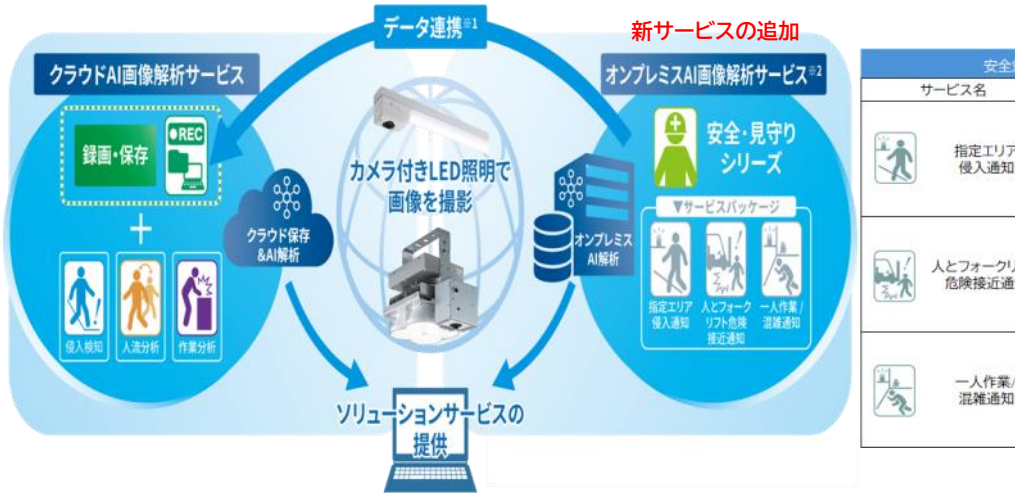 データ連携※1
新サービスの追加
クラウドAI画像解析サービス
●REC
録画・保存
＋
クラウド保存
&AI解析
侵入検知
人流分析
作業分析
カメラ付きLED照明で
画像を撮影
オンプレミスAI画像解析サービス※2
安全・見守り
シリーズ
▼サービスパッケージ
オンプレミス
AI解析
指定エリア
侵入通知
人とフォーク
リフト危険
接近通知
一人作業/
混雑通知
ソリューションサービスの
提供
安全
サービス名
指定エリア
侵入通知
人とフォークリ
危険接近通
一人作業/
混雑通知